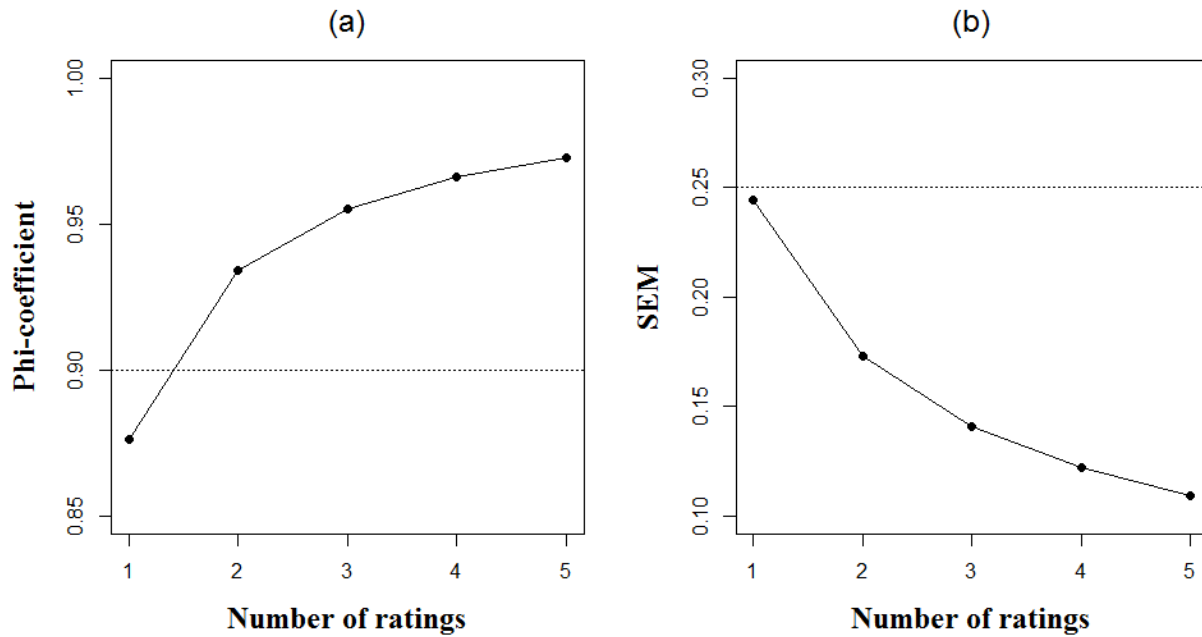 (a)
1.00
0.95
0.90
0.85
Phi-coefficient
1 2 3 4 5
Number of ratings
(b)
0.30
0.25
0.20
0.15
0.10
SEM
1 2 3 4 5
Number of ratings